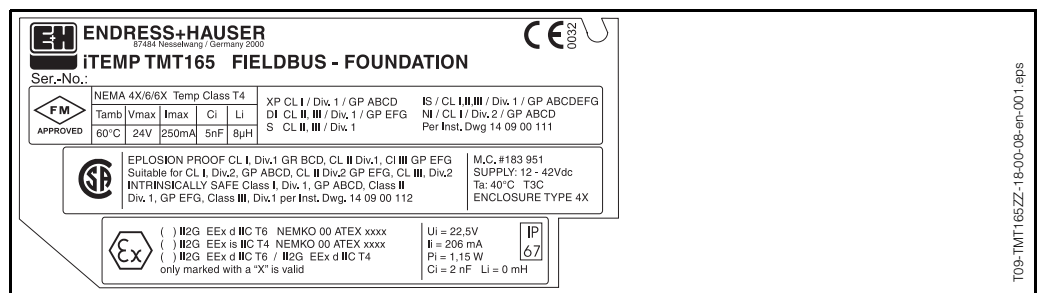 E+H
ENDRESS+HAUSER
87484 Nesselwang / Germany 2000
iTEMP TMT165 FIELDBUS - FOUNDATION
CE 0032
Ser.-No.:
FM
APPROVED
NEMA 4X/6/6X Temp Class T4
Tamb Vmax Imax Ci Li
60°C 24V 250mA 5nF 8µH
XP CL I / Div. 1 / GP ABCD
DI CL II, III / Div. 1 / GP EFG
S CL II, III / Div. 1
IS / CL I,II,III / Div. 1 / GP ABCDEFG
NI / CL I / Div. 2 / GP ABCD
Per Inst. Dwg 14 09 00 111
SA
EPLOSION PROOF CL I, Div.1 GR BCD, CL II Div.1, Cl III GP EFG
Suitable for CL I, Div.2, GP ABCD, CL II Div.2 GP EFG, CL III, Div.2
INTRINSICALLY SAFE Class I, Div. 1, GP ABCD, Class II
Div. 1, GP EFG, Class III, Div.1 per Inst. Dwg. 14 09 00 112
M.C. #183 951
SUPPLY: 12 - 42Vdc
Ta: 40°C T3C
ENCLOSURE TYPE 4X
Ex
( ) II2G EEx d IIC T6 NEMKO 00 ATEX xxxx
( ) II2G EEx is IIC T4 NEMKO 00 ATEX xxxx
( ) II2G EEx d IIC T6 / II2G EEx d IIC T4
only marked with a "X" is valid
Ui = 22,5V
Ii = 206 mA
Pi = 1,15 W
Ci = 2 nF Li = 0 mH
IP
67
T09-TMT165ZZ-18-00-08-en-001.eps